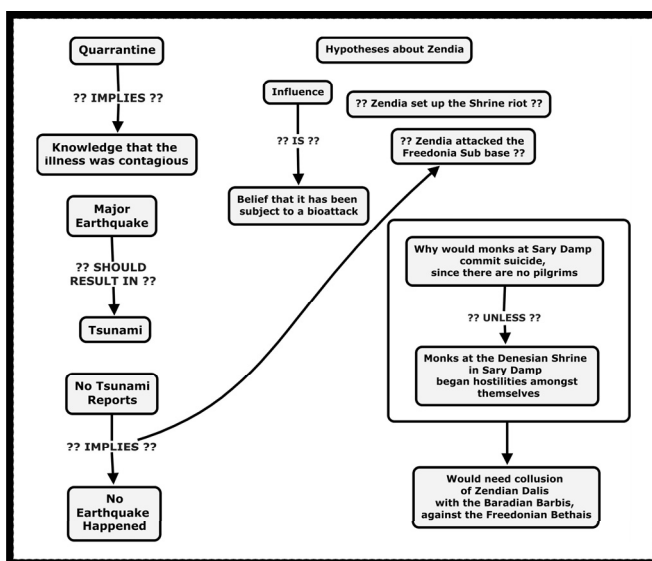 Quarrantine
?? IMPLIES ??
Knowledge that the
illness was contagious
Major
Earthquake
?? SHOULD
RESULT IN ??
Tsunami
No Tsunami
Reports
?? IMPLIES ??
No
Earthquake
Happened
Hypotheses about Zendia
Influence
?? IS ??
Belief that it has been
subject to a bioattack
?? Zendia set up the Shrine riot ??
?? Zendia attacked the
Freedonia Sub base ??
Why would monks at Sary Damp
commit suicide,
since there are no pilgrims
?? UNLESS ??
Monks at the Denesian Shrine
in Sary Damp
began hostilities amongst
themselves
Would need collusion
of Zendian Dalis
with the Baradian Barbis,
against the Freedonian Bethais